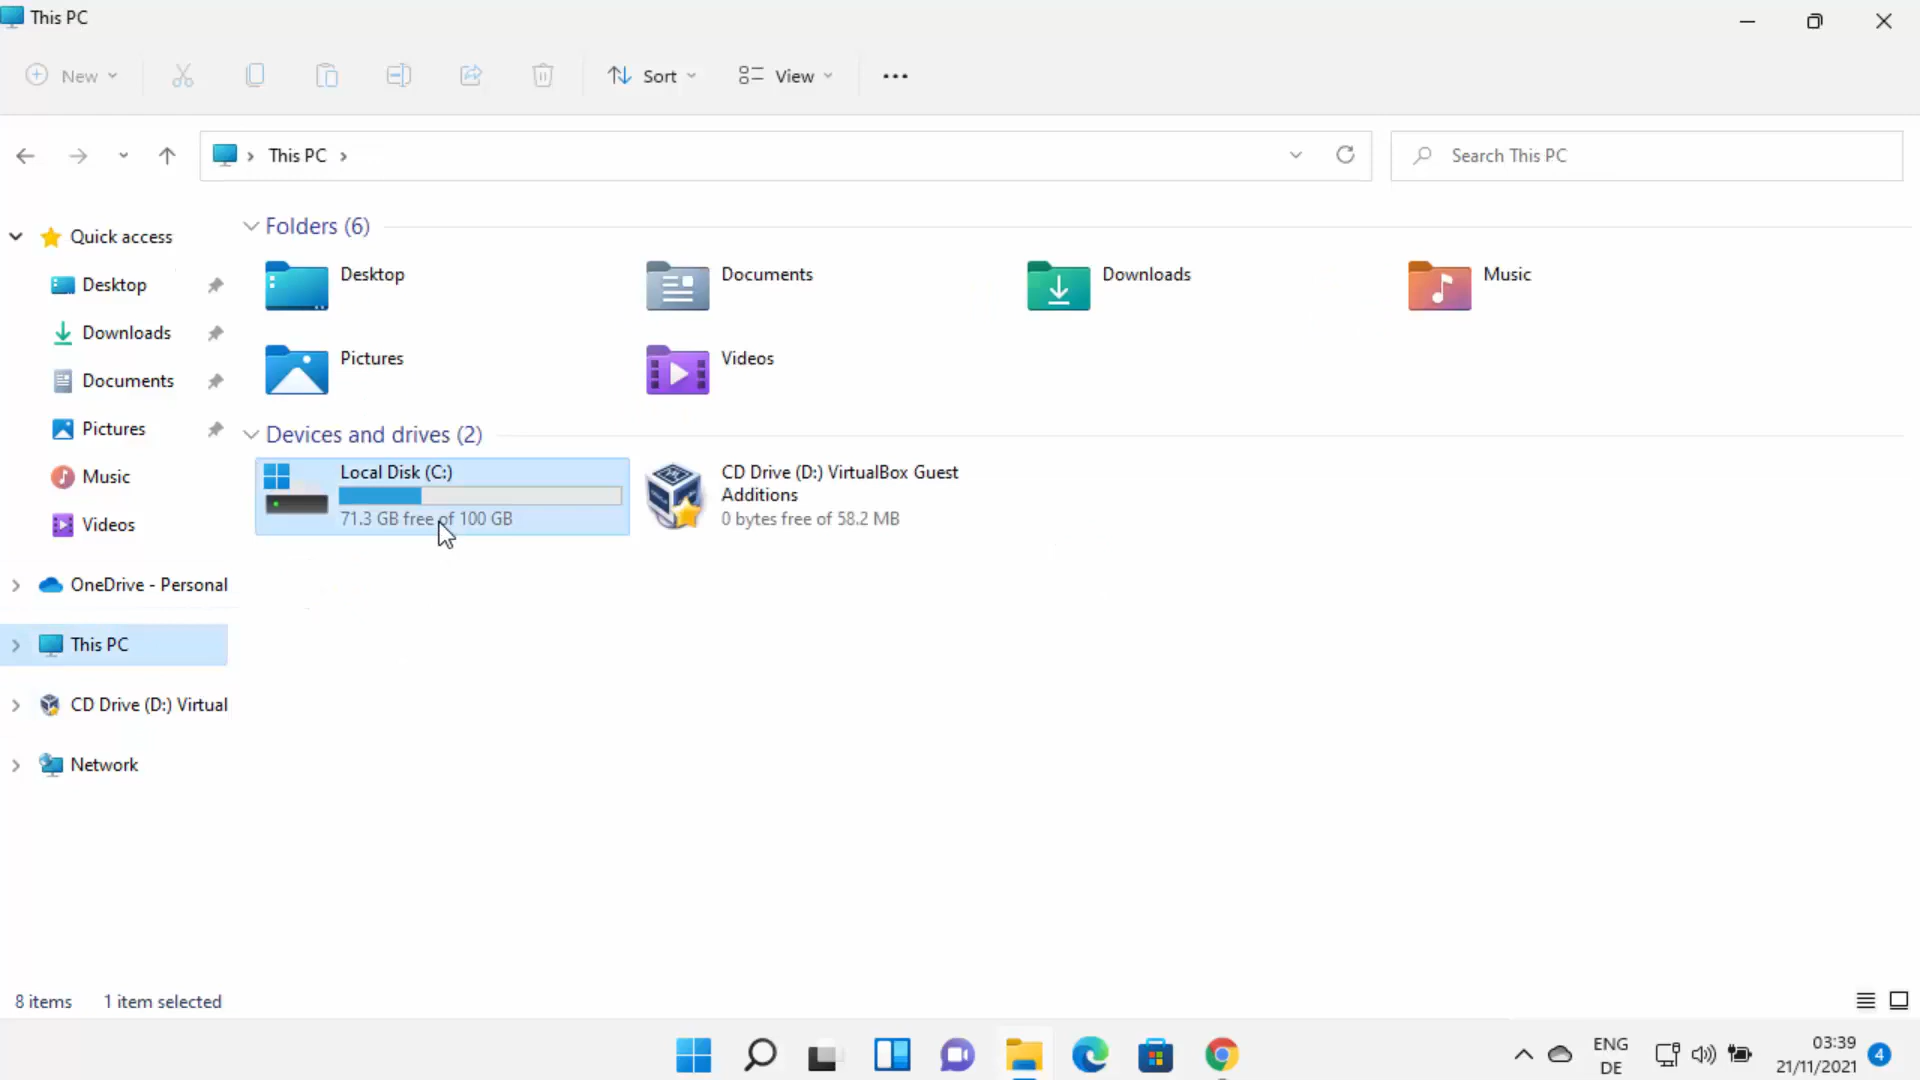 This PC
New
Sort
View
This PC
Search This PC
Quick access
Desktop
Downloads
Documents
Pictures
Music
Videos
OneDrive - Personal
This PC
CD Drive (D:) Virtual
Network
Folders (6)
Desktop
Documents
Downloads
Music
Pictures
Videos
Devices and drives (2)
Local Disk (C:)
71.3 GB free of 100 GB
CD Drive (D:) VirtualBox Guest
Additions
0 bytes free of 58.2 MB
8 items
1 item selected
ENG
DE
03:39
21/11/2021
4